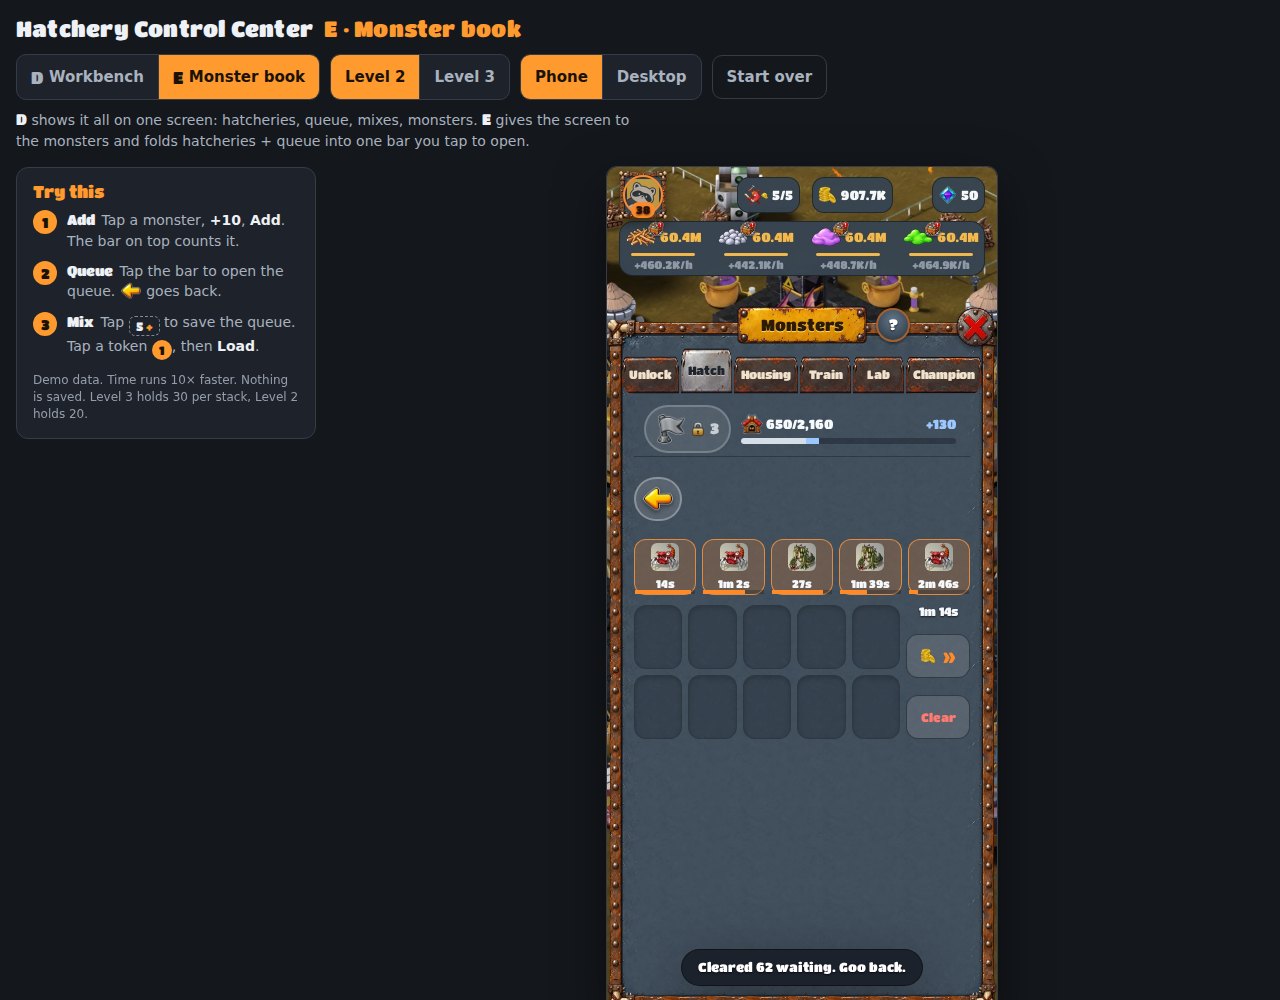 Hatchery Control Center E · Monster book
D Workbench E Monster book Level 2 Level 3 Phone Desktop Start over
D shows it all on one screen: hatcheries, queue, mixes, monsters. E gives the screen to
the monsters and folds hatcheries + queue into one bar you tap to open.
Try this
1 Add Tap a monster, +10, Add.
The bar on top counts it.
2 Queue Tap the bar to open the
queue. goes back.
3 Mix Tap 5+ to save the queue.
Tap a token 1, then Load.
Demo data. Time runs 10× faster. Nothing
is saved. Level 3 holds 30 per stack, Level 2
holds 20.
30 5/5 907.7K 50
60.4M 60.4M 60.4M 60.4M
+460.2K/h +442.1K/h +448.7K/h +464.9K/h
Monsters ?
Unlock Hatch Housing Train Lab Champion
3 650/2,160 +130
14s 1m 2s 27s 1m 39s 2m 46s
1m 14s
Clear
Cleared 62 waiting. Goo back.